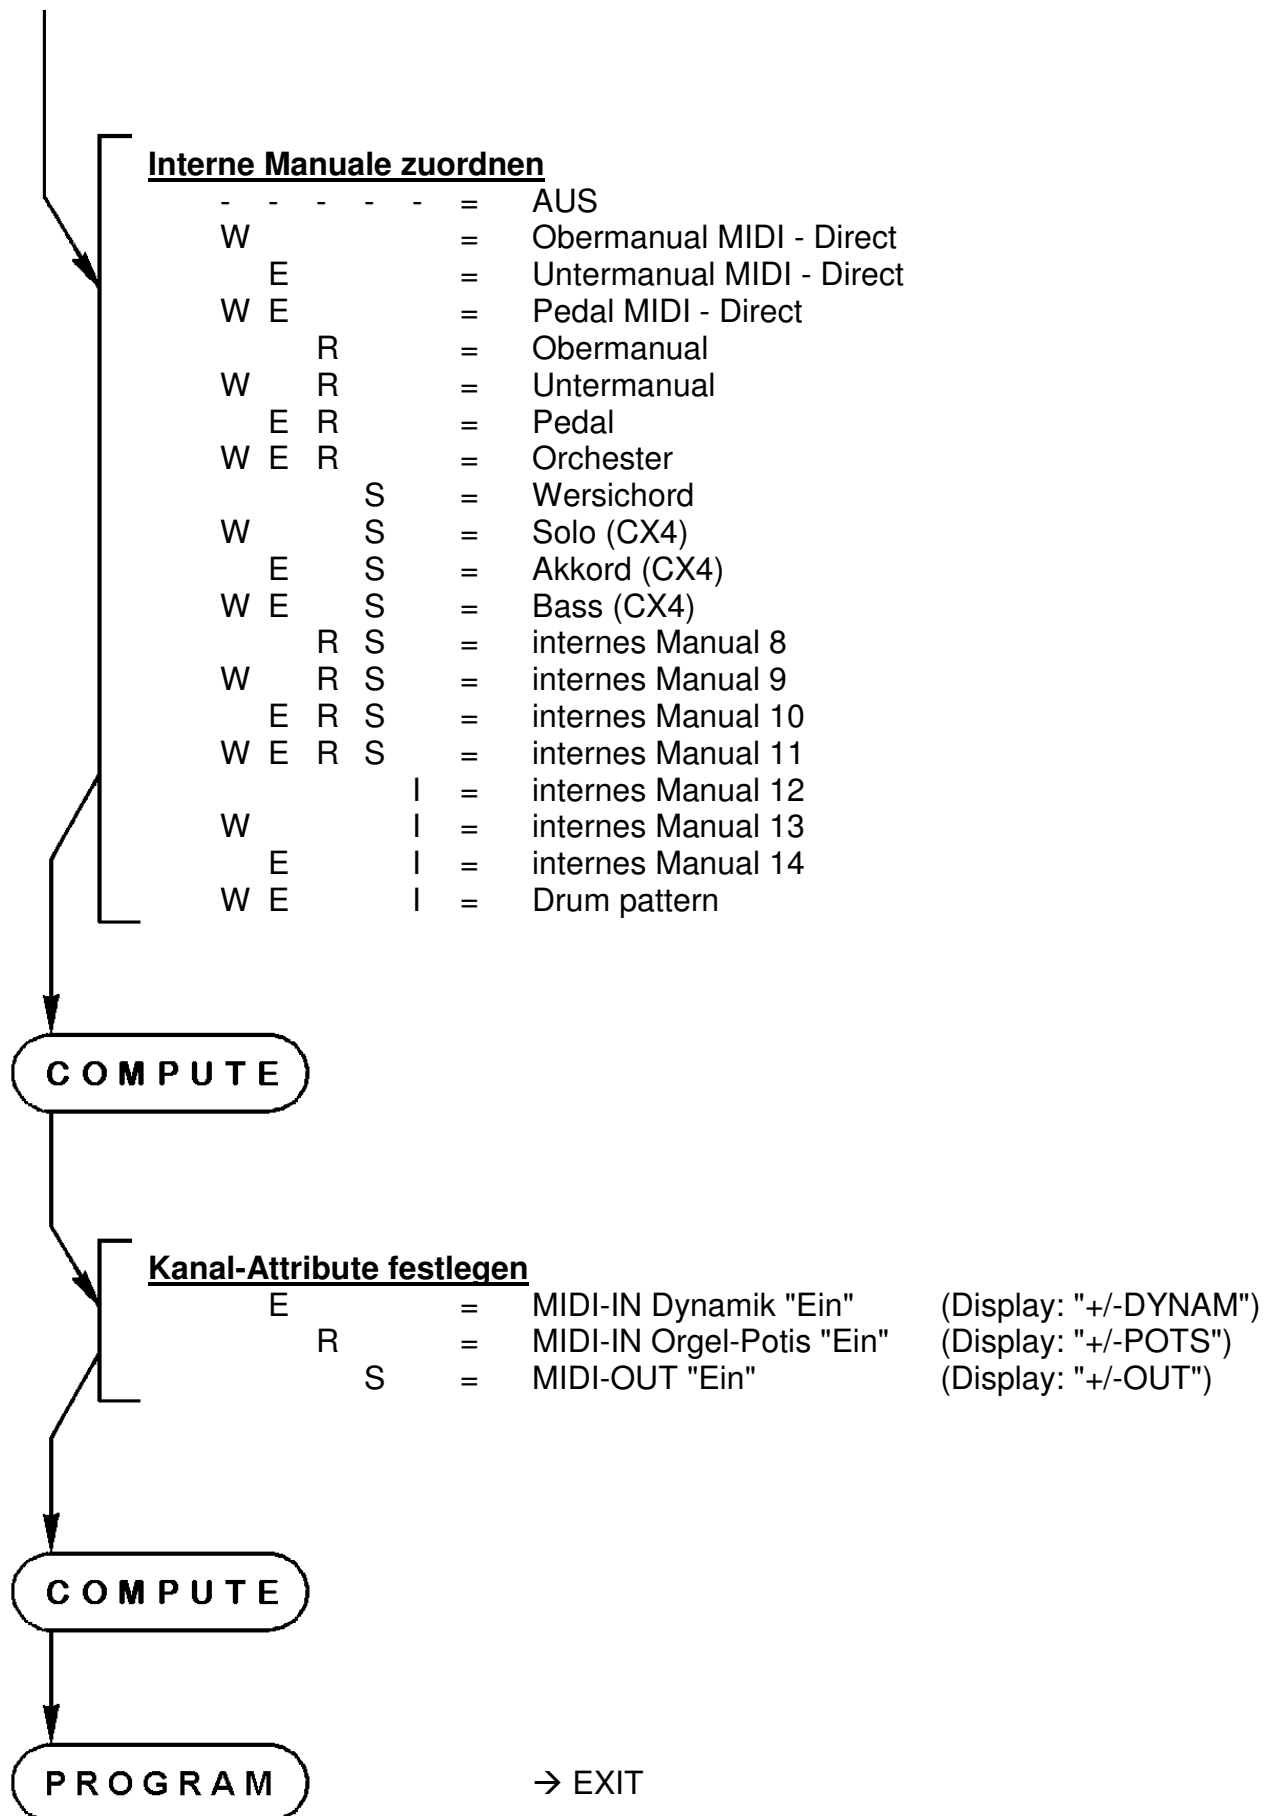 Interne Manuale zuordnen
- - - - - = AUS
W = Obermanual MIDI - Direct
E = Untermanual MIDI - Direct
W E = Pedal MIDI - Direct
R = Obermanual
W R = Untermanual
E R = Pedal
W E R = Orchester
S = Wersichord
W S = Solo (CX4)
E S = Akkord (CX4)
W E S = Bass (CX4)
R S = internes Manual 8
W R S = internes Manual 9
E R S = internes Manual 10
W E R S = internes Manual 11
I = internes Manual 12
W I = internes Manual 13
E I = internes Manual 14
W E I = Drum pattern
COMPUTE
Kanal-Attribute festlegen
E = MIDI-IN Dynamik "Ein" (Display: "+/-DYNAM")
R = MIDI-IN Orgel-Potis "Ein" (Display: "+/-POTS")
S = MIDI-OUT "Ein" (Display: "+/-OUT")
COMPUTE
PROGRAM → EXIT